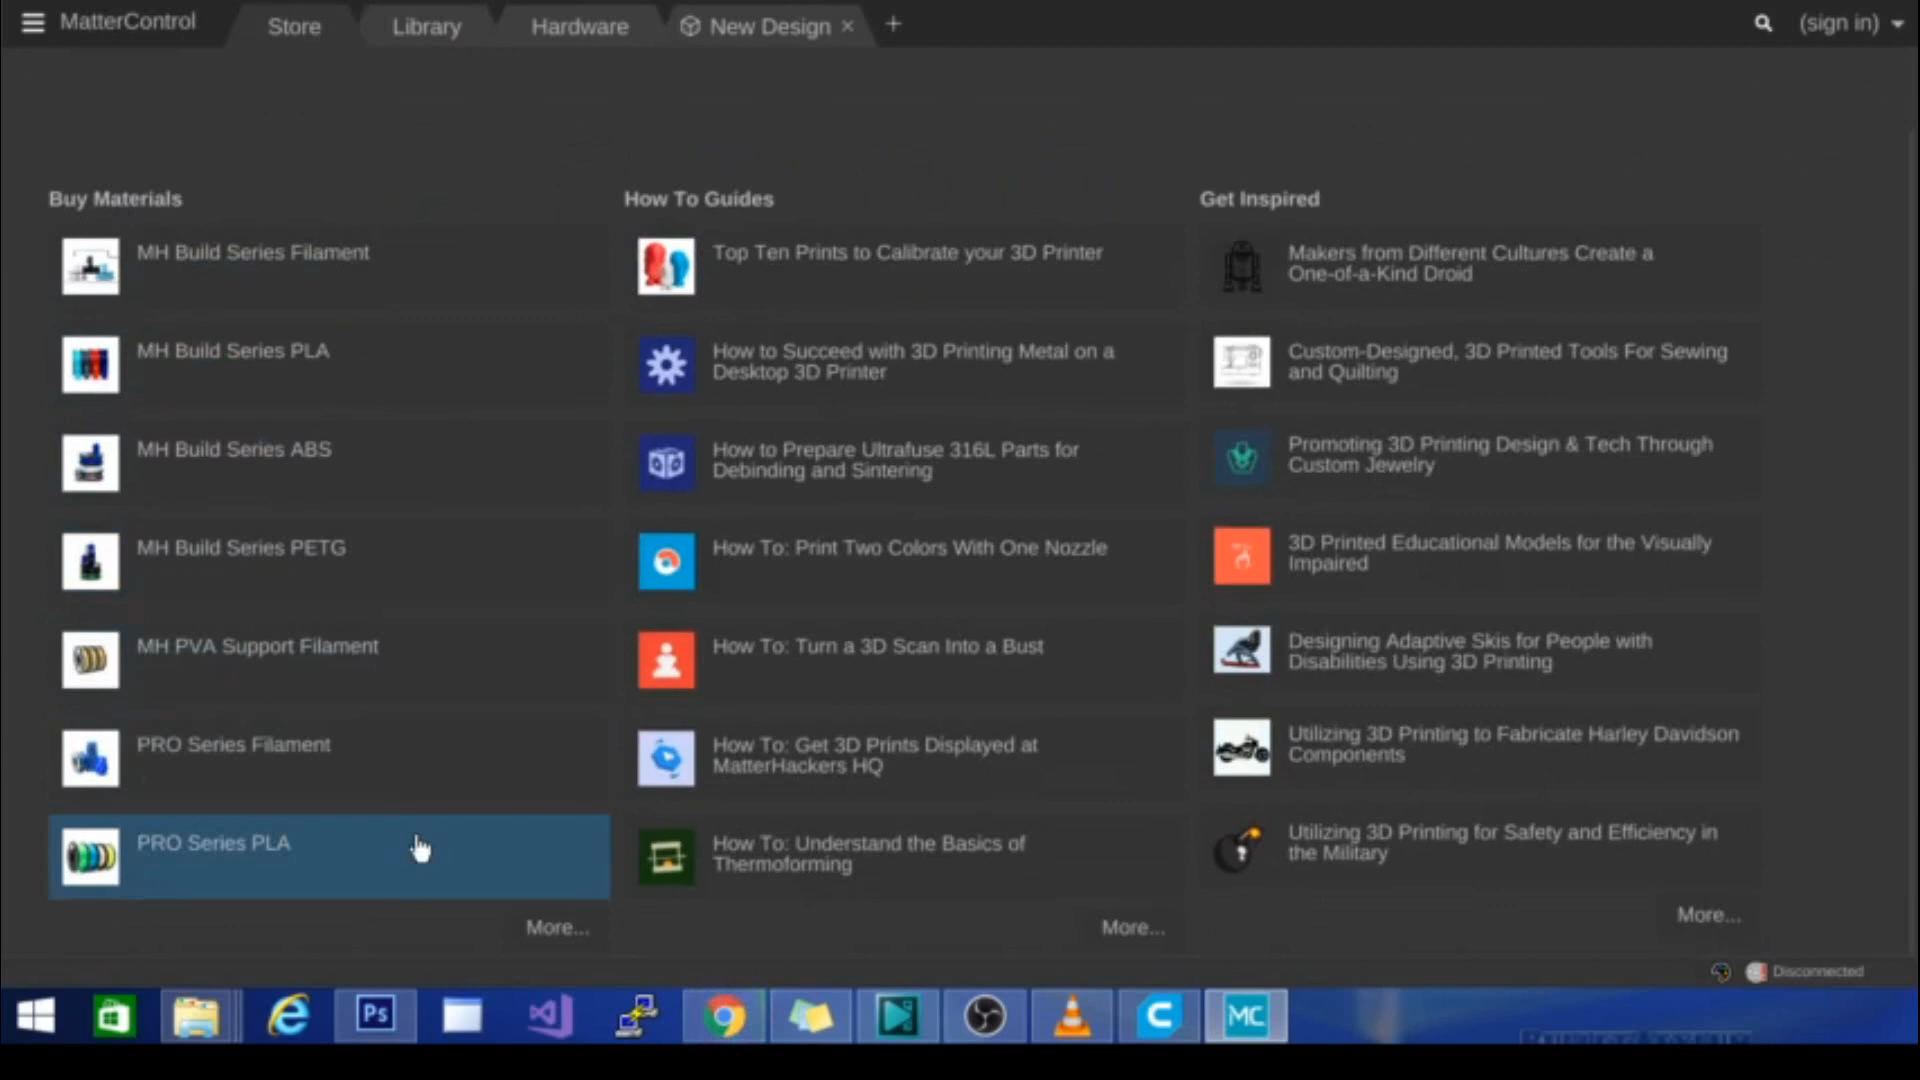 MatterControl
Store
Library
Hardware
New Design
(sign in)
Buy Materials
MH Build Series Filament
MH Build Series PLA
MH Build Series ABS
MH Build Series PETG
MH PVA Support Filament
PRO Series Filament
PRO Series PLA
More...
How To Guides
Top Ten Prints to Calibrate your 3D Printer
How to Succeed with 3D Printing Metal on a
Desktop 3D Printer
How to Prepare Ultrafuse 316L Parts for
Debinding and Sintering
How To: Print Two Colors With One Nozzle
How To: Turn a 3D Scan Into a Bust
How To: Get 3D Prints Displayed at
MatterHackers HQ
How To: Understand the Basics of
Thermoforming
More...
Get Inspired
Makers from Different Cultures Create a
One-of-a-Kind Droid
Custom-Designed, 3D Printed Tools For Sewing
and Quilting
Promoting 3D Printing Design & Tech Through
Custom Jewelry
3D Printed Educational Models for the Visually
Impaired
Designing Adaptive Skis for People with
Disabilities Using 3D Printing
Utilizing 3D Printing to Fabricate Harley Davidson
Components
Utilizing 3D Printing for Safety and Efficiency in
the Military
More...
Disconnected
Ps
MC